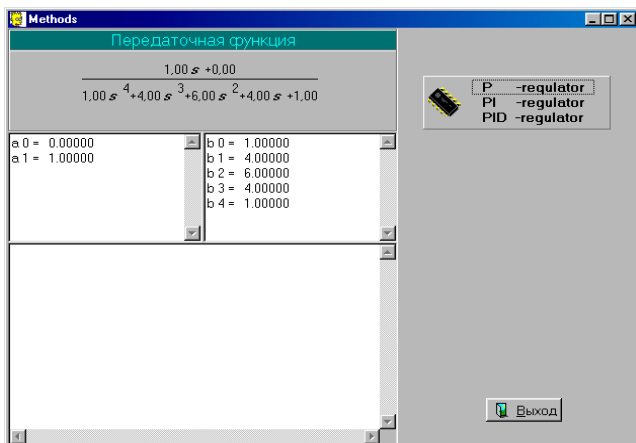 Methods
Передаточная функция
1,00 s +0,00
1,00 s 4+4,00 s 3+6,00 s 2+4,00 s +1,00
a 0 = 0.00000
a 1 = 1.00000
b 0 = 1.00000
b 1 = 4.00000
b 2 = 6.00000
b 3 = 4.00000
b 4 = 1.00000
P -regulator
PI -regulator
PID -regulator
Выход